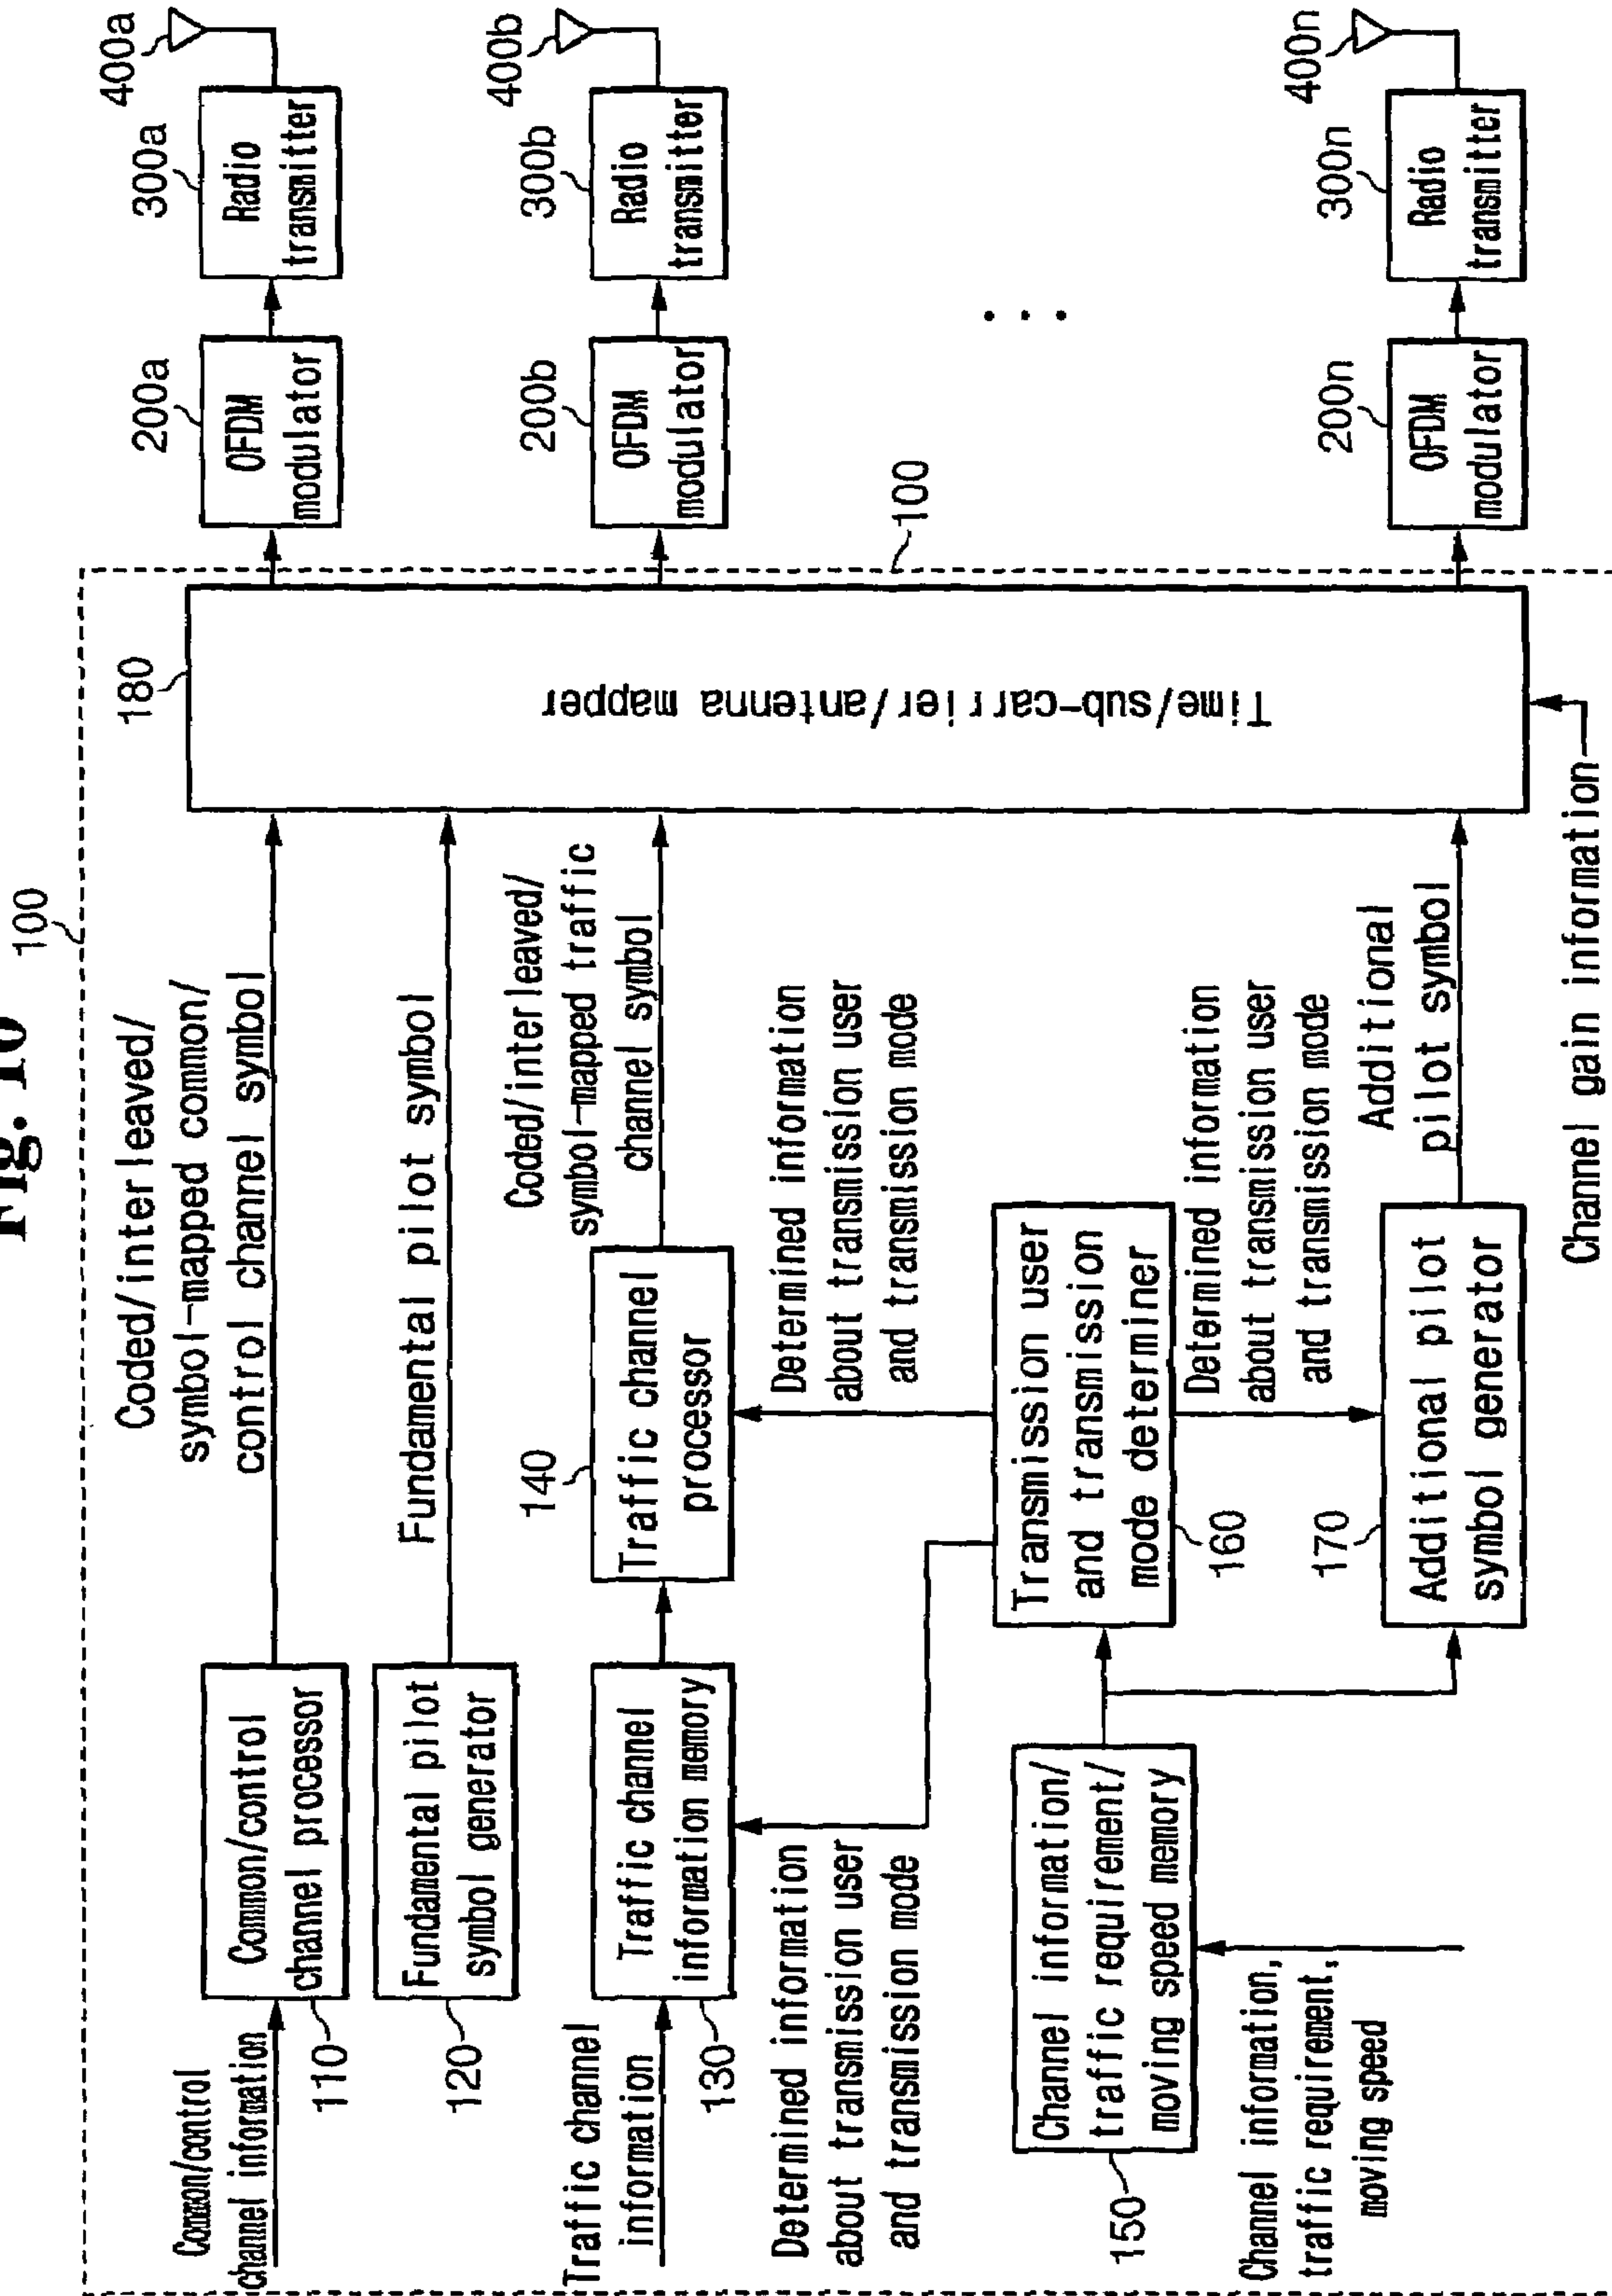 Fig. 10
100
Common/control
channel information
110
Common/control
channel processor
Coded/interleaved/
symbol-mapped common/
control channel symbol
120
Fundamental pilot
symbol generator
Fundamental pilot symbol
Traffic channel
information
130
Traffic channel
information memory
140
Traffic channel
processor
Coded/interleaved/
symbol-mapped traffic
channel symbol
Determined information
about transmission user
and transmission mode
Determined information
about transmission user
and transmission mode
150
Channel information/
traffic requirement/
moving speed memory
Channel information,
traffic requirement,
moving speed
Transmission user
and transmission
mode determiner
160
Determined information
about transmission user
and transmission mode
170
Additional pilot
symbol generator
Additional
pilot symbol
Channel gain information
180
Time/sub-carrier/antenna mapper
100
200a
OFDM
modulator
300a
Radio
transmitter
400a
200b
OFDM
modulator
300b
Radio
transmitter
400b
200n
OFDM
modulator
300n
Radio
transmitter
400n